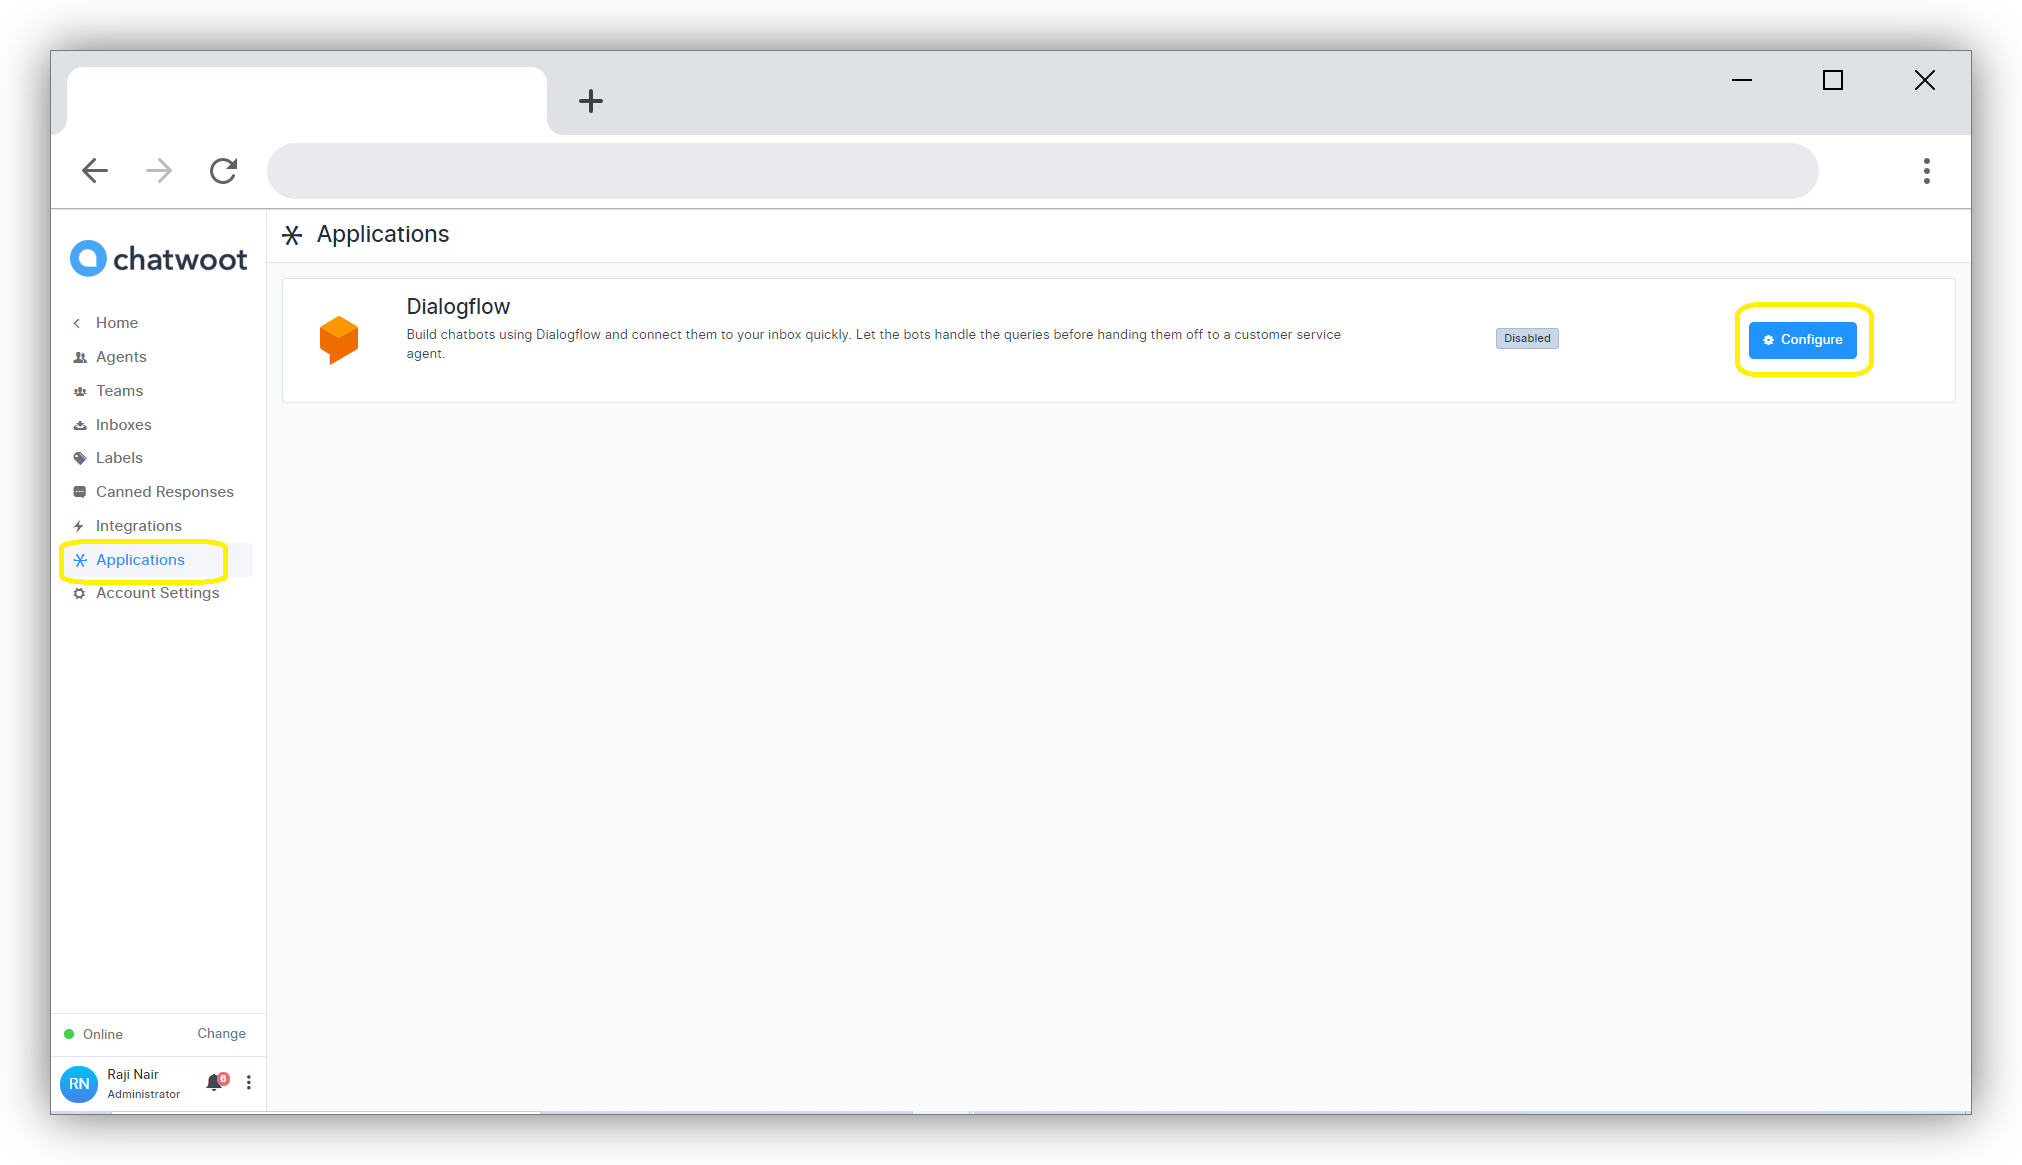 chatwoot
Applications
Home
Agents
Teams
Inboxes
Labels
Canned Responses
Integrations
Applications
Account Settings
Dialogflow
Build chatbots using Dialogflow and connect them to your inbox quickly. Let the bots handle the queries before handing them off to a customer service
agent.
Disabled
Configure
Online
Change
RN
Raji Nair
Administrator
6